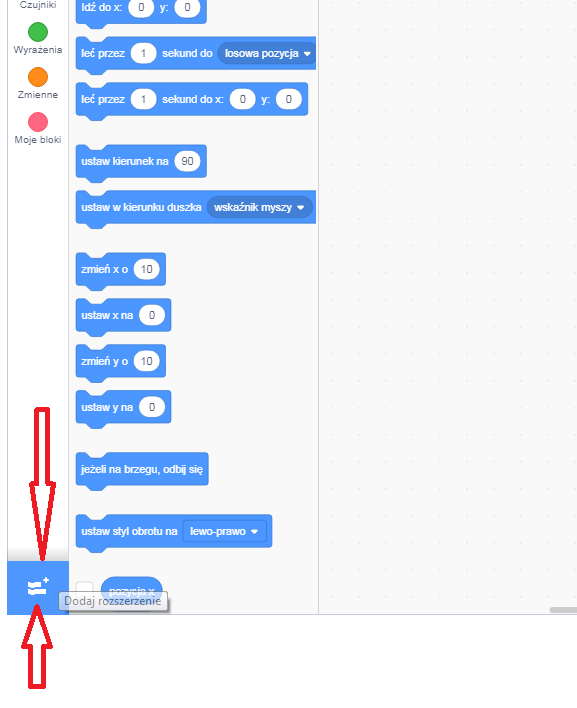 Czujniki
Wyrażenia
Zmienne
Moje bloki
Idź do x: 0 y: 0
leć przez 1 sekund do losowa pozycja
leć przez 1 sekund do x: 0 y: 0
ustaw kierunek na 90
ustaw w kierunku duszka wskaźnik myszy
zmień x o 10
ustaw x na 0
zmień y o 10
ustaw y na 0
jeżeli na brzegu, odbij się
ustaw styl obrotu na lewo-prawo
pozycja x
Dodaj rozszerzenie